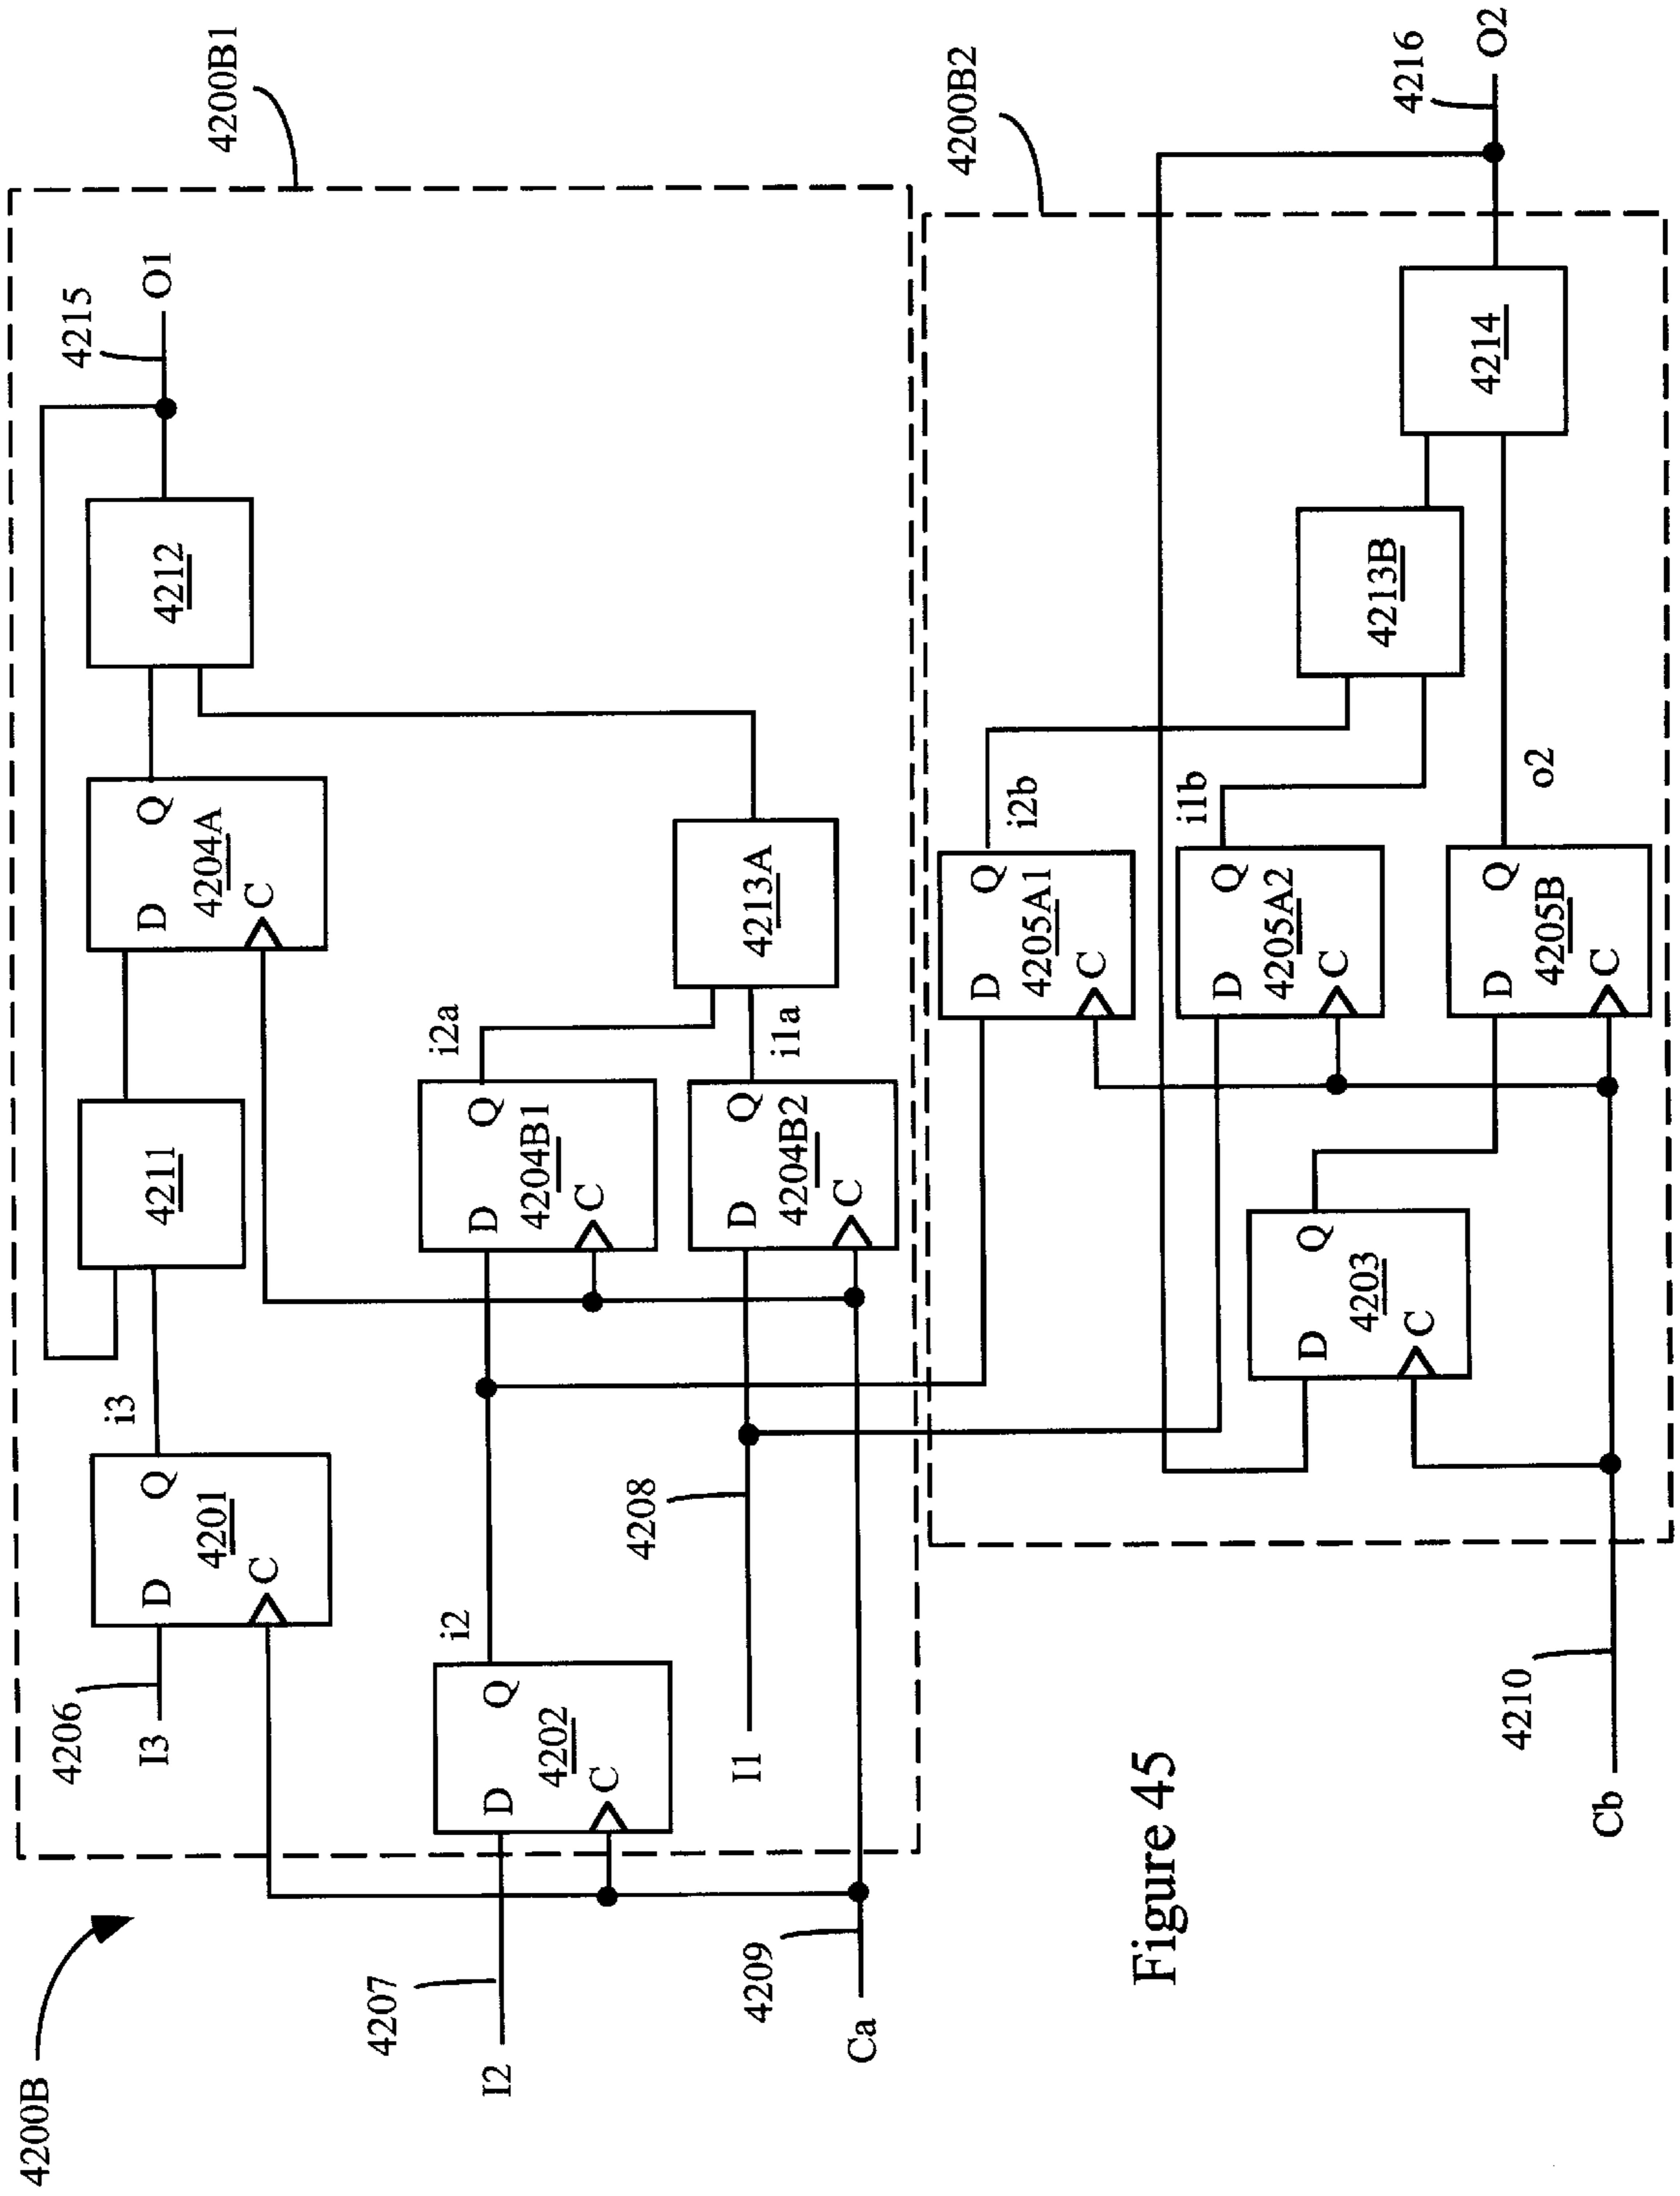 4200B
4200B1
4206
I3
D
Q
4201
C
i3
4211
D
Q
4204A
C
4212
4215
O1
4207
I2
D
Q
4202
C
i2
D
Q
4204B1
C
i2a
4208
I1
D
Q
4204B2
C
i1a
4213A
4209
Ca
4200B2
D
Q
4205A1
C
i2b
D
Q
4205A2
C
i1b
4213B
D
Q
4203
C
D
Q
4205B
C
o2
4214
4216
O2
4210
Cb
Figure 45